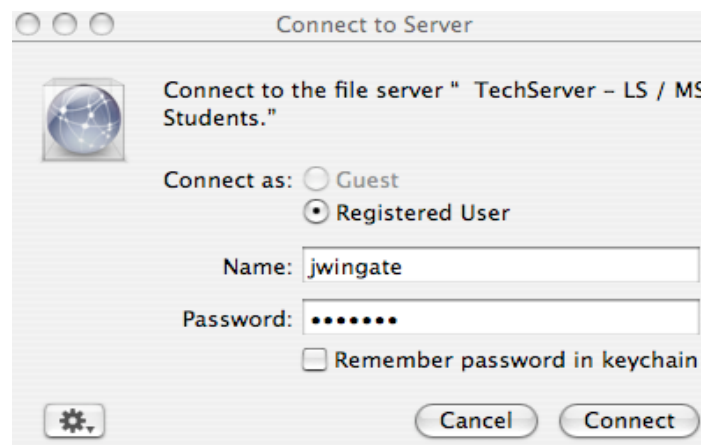 Connect to Server
Connect to the file server “ TechServer – LS / MS
Students.”
Connect as: Guest
Registered User
Name: jwingate
Password: •••••••
Remember password in keychain
Cancel Connect